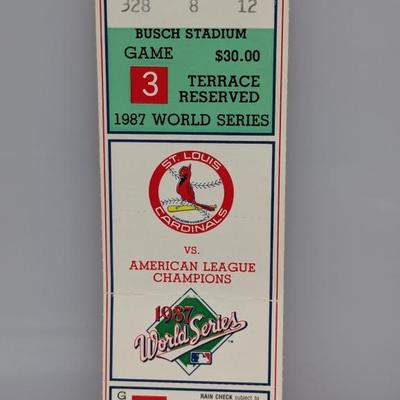 328 8 12
BUSCH STADIUM
GAME $30.00
3 TERRACE
RESERVED
1987 WORLD SERIES
ST. LOUIS
CARDINALS
VS.
AMERICAN LEAGUE
CHAMPIONS
1987
World Series
G RAIN CHECK subject to